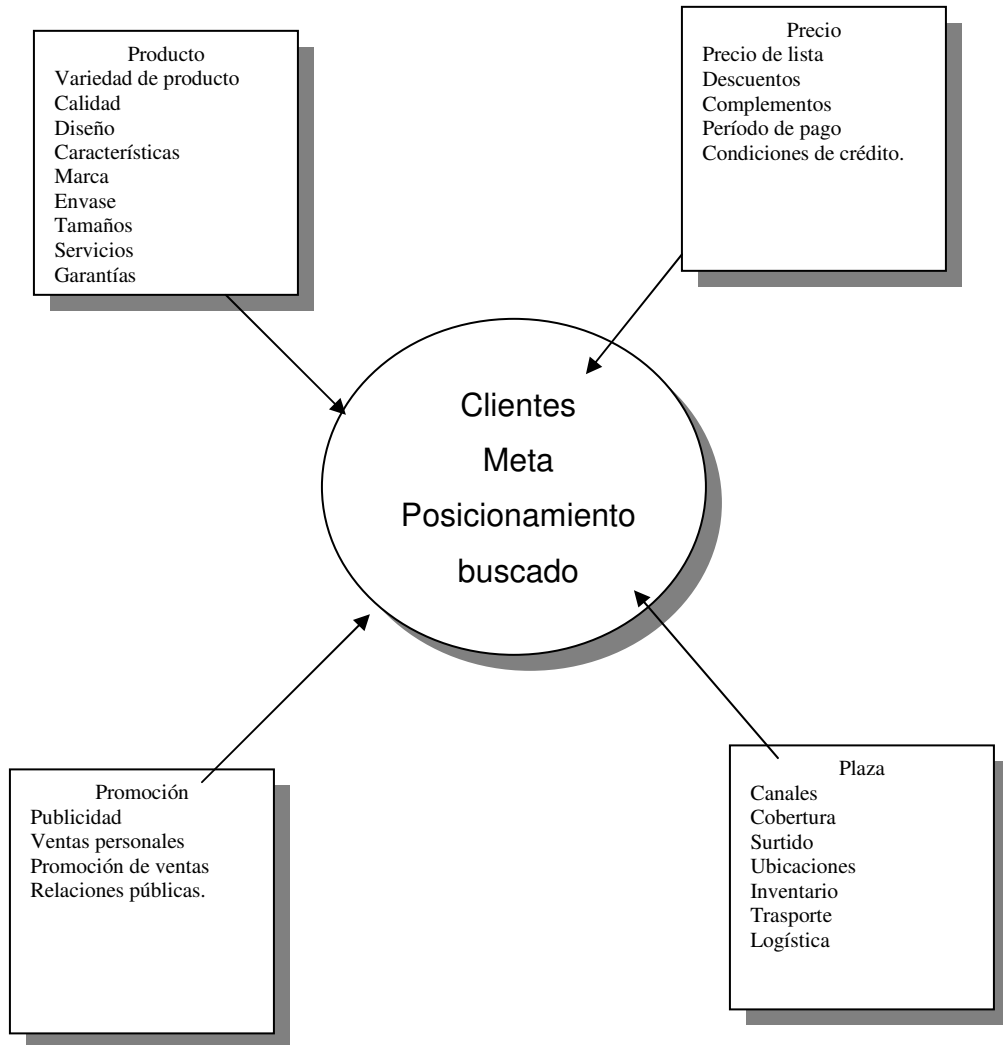 Producto
Variedad de producto
Calidad
Diseño
Características
Marca
Envase
Tamaños
Servicios
Garantías
Precio
Precio de lista
Descuentos
Complementos
Período de pago
Condiciones de crédito.
Clientes
Meta
Posicionamiento
buscado
Promoción
Publicidad
Ventas personales
Promoción de ventas
Relaciones públicas.
Plaza
Canales
Cobertura
Surtido
Ubicaciones
Inventario
Trasporte
Logística